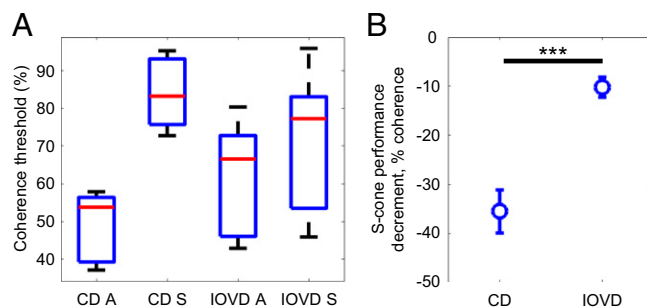 A
Coherence threshold (%)
90
80
70
60
50
40
CD A
CD S
IOVD A
IOVD S
B
S-cone performance
decrement, % coherence
0
-10
-20
-30
-40
-50
***
CD
IOVD